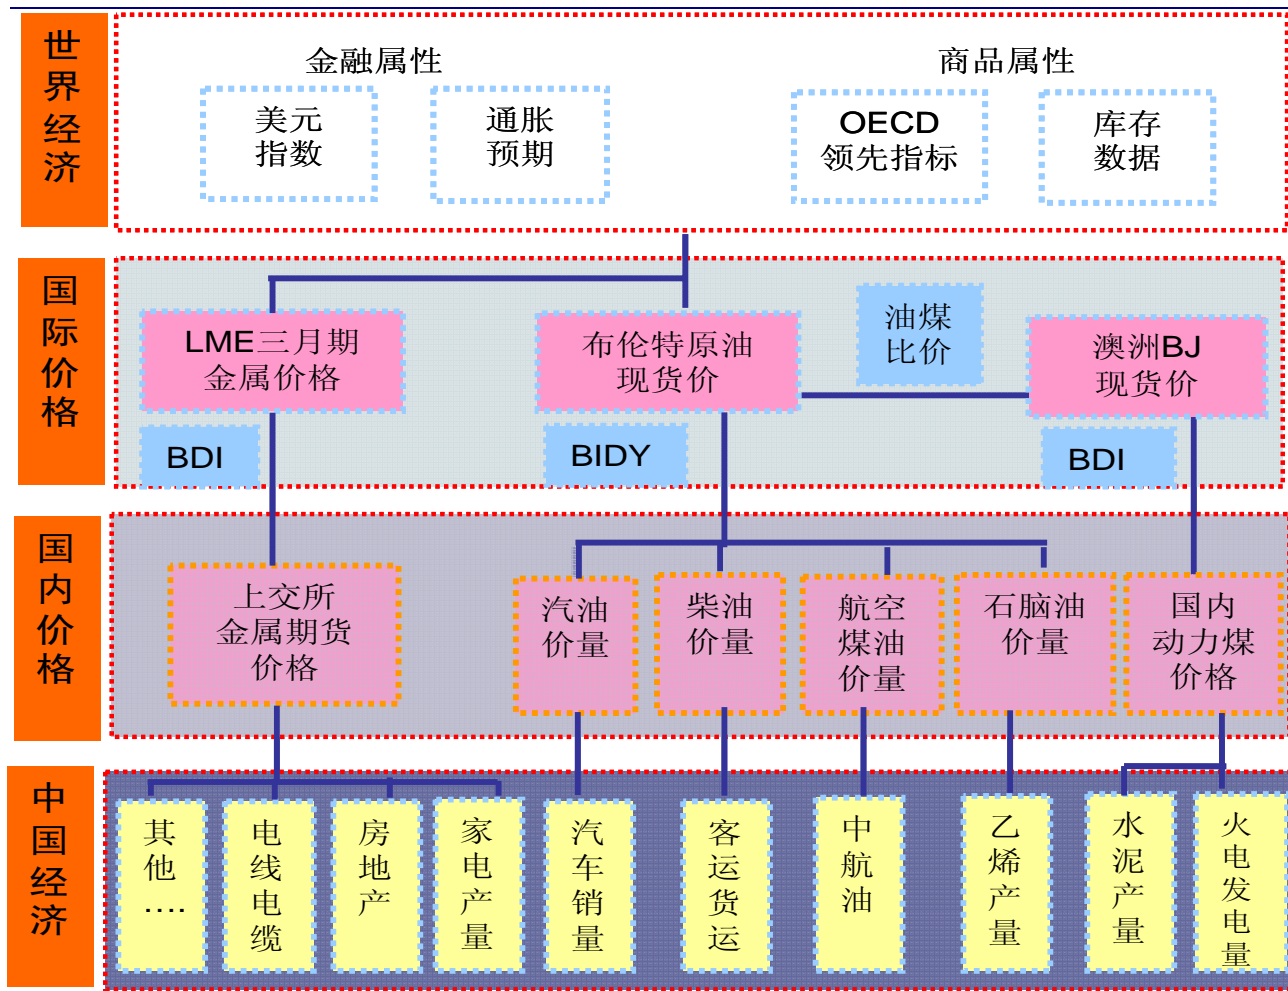 世界经济
金融属性
商品属性
美元
指数
通胀
预期
OECD
领先指标
库存
数据
国际价格
LME三月期
金属价格
布伦特原油
现货价
油煤
比价
澳洲BJ
现货价
BDI
BIDY
BDI
国内价格
上交所
金属期货
价格
汽油
价量
柴油
价量
航空
煤油
价量
石脑油
价量
国内
动力煤
价格
中国经济
其他....
电线电缆
房地产
家电产量
汽车销量
客运货运
中航油
乙烯产量
水泥产量
火电发电量